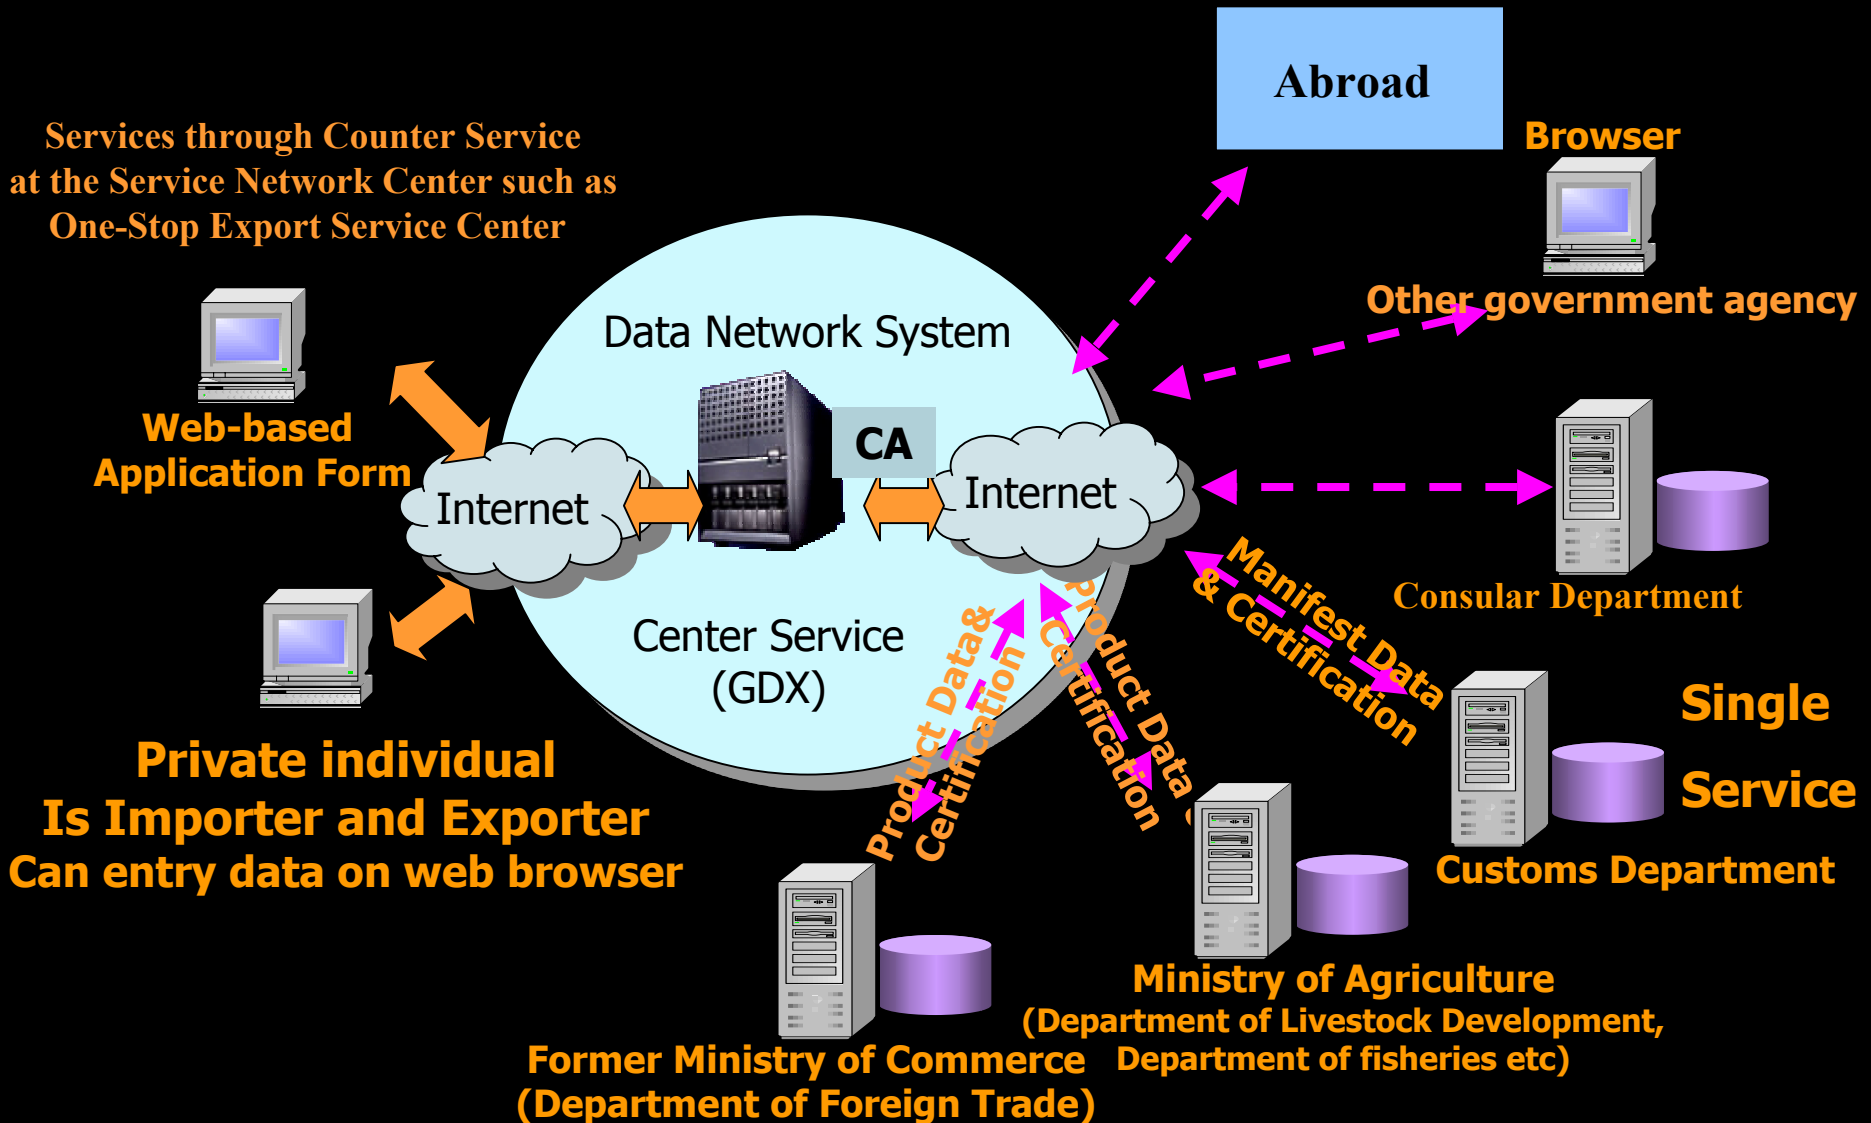 Abroad
Browser
Services through Counter Service
at the Service Network Center such as
One-Stop Export Service Center
Other government agency
Data Network System
Web-based
Application Form
CA
Internet
Internet
Consular Department
Manifest Data
& Certification
Center Service
(GDX)
Product Data&
Certification
Product Data
Certification
Single
Service
Private individual
Is Importer and Exporter
Can entry data on web browser
Customs Department
Ministry of Agriculture
(Department of Livestock Development,
Department of fisheries etc)
Former Ministry of Commerce
(Department of Foreign Trade)